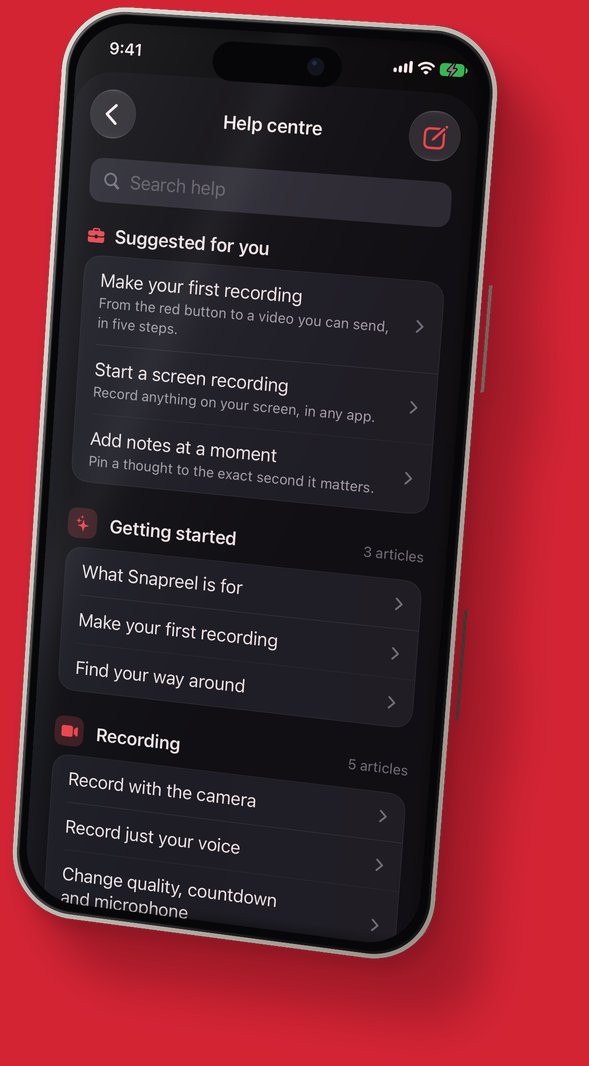 9:41
Help centre
Search help
Suggested for you
Make your first recording
From the red button to a video you can send,
in five steps.
Start a screen recording
Record anything on your screen, in any app.
Add notes at a moment
Pin a thought to the exact second it matters.
Getting started
3 articles
What Snapreel is for
Make your first recording
Find your way around
Recording
5 articles
Record with the camera
Record just your voice
Change quality, countdown
and microphone